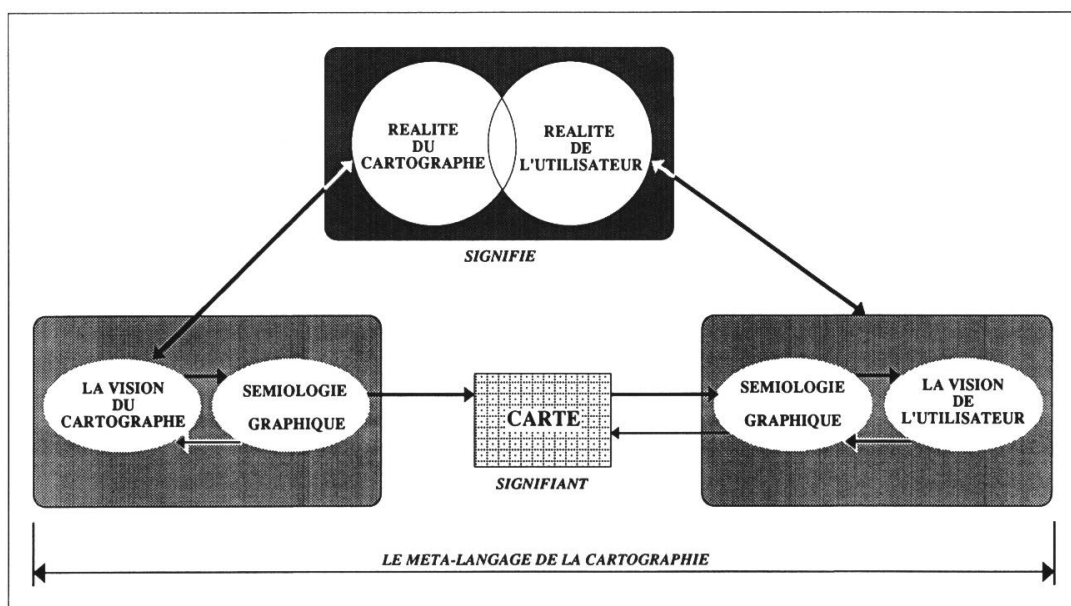 REALITE
DU
CARTOGRAPHE
REALITE
DE
L'UTILISATEUR
SIGNIFIE
LA VISION
DU
CARTOGRAPHE
SEMIOLOGIE
GRAPHIQUE
CARTE
SIGNIFIANT
SEMIOLOGIE
GRAPHIQUE
LA VISION
DE
L'UTILISATEUR
LE META-LANGAGE DE LA CARTOGRAPHIE